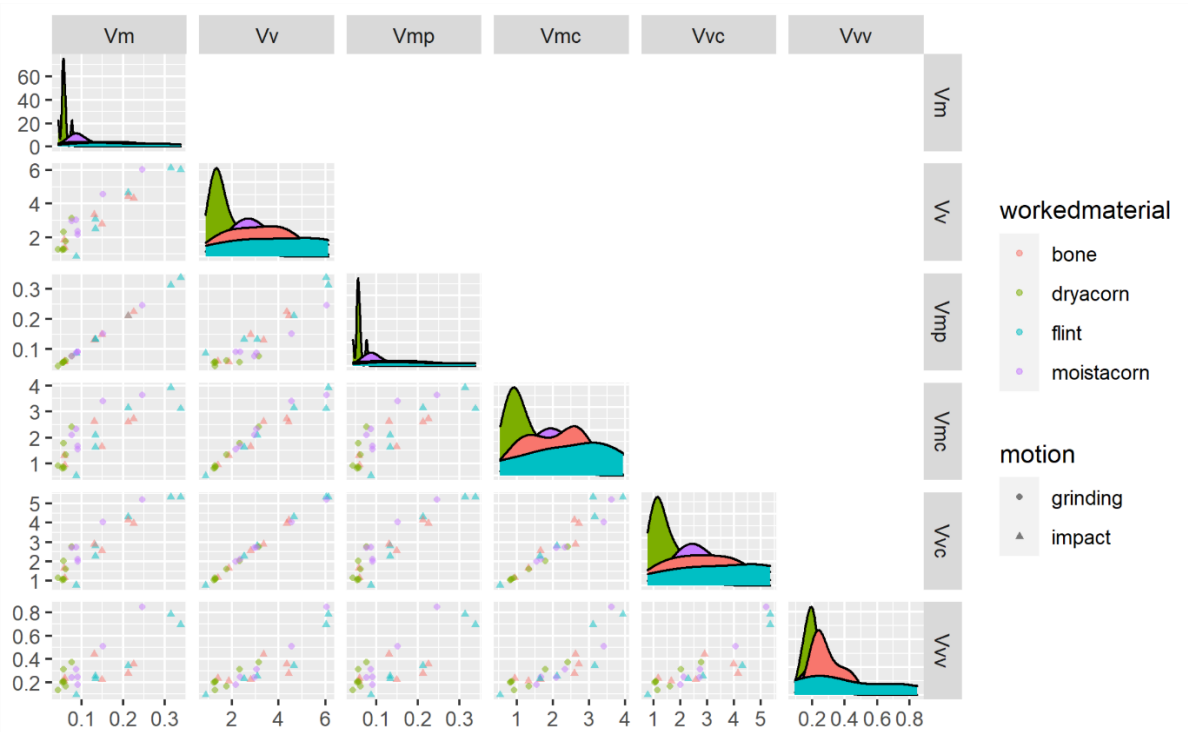 Vm Vv Vmp Vmc Vvc Vvv
60
40
20
0
Vm
6
4
2
Vv
0.3
0.2
0.1
Vmp
4
3
2
1
Vmc
5
4
3
2
1
Vvc
0.8
0.6
0.4
0.2
Vvv
0.1 0.2 0.3 2 4 6 0.1 0.2 0.3 1 2 3 4 1 2 3 4 5 0.2 0.4 0.6 0.8
workedmaterial
bone
dryacorn
flint
moistacorn
motion
grinding
impact